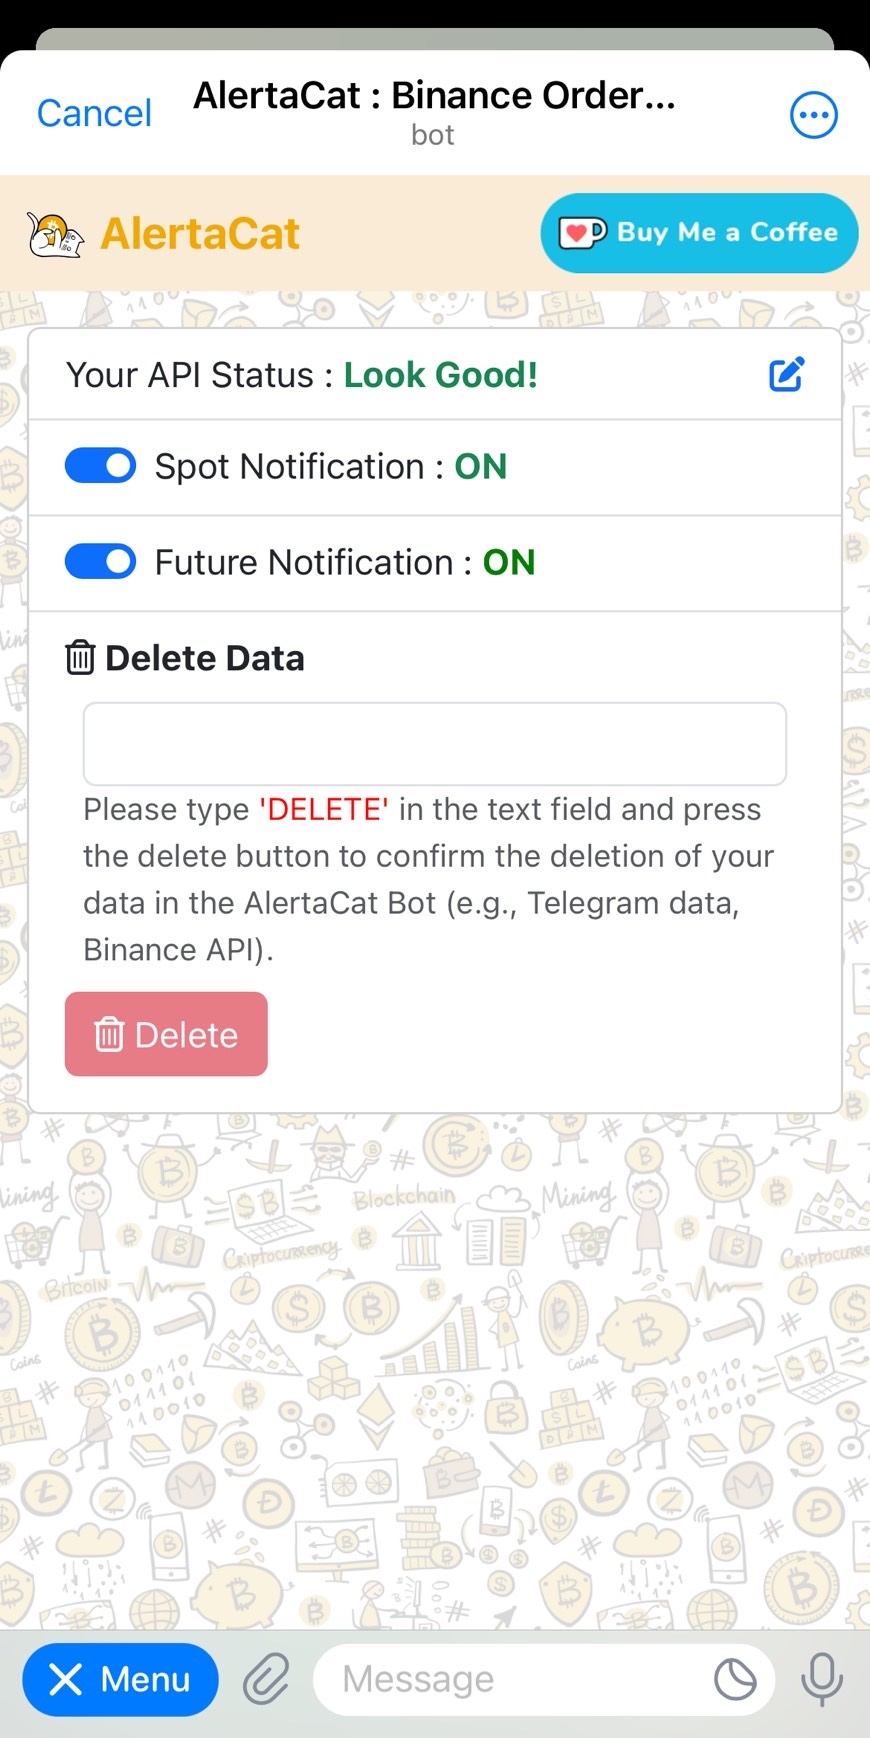 Cancel
AlertaCat : Binance Order...
bot
AlertaCat
Buy Me a Coffee
Your API Status : Look Good!
Spot Notification : ON
Future Notification : ON
Delete Data
Please type 'DELETE' in the text field and press
the delete button to confirm the deletion of your
data in the AlertaCat Bot (e.g., Telegram data,
Binance API).
Delete
Mining
Blockchain
Mining
Criptocurrency
Bitcoin
Coins
Coins
Menu
Message